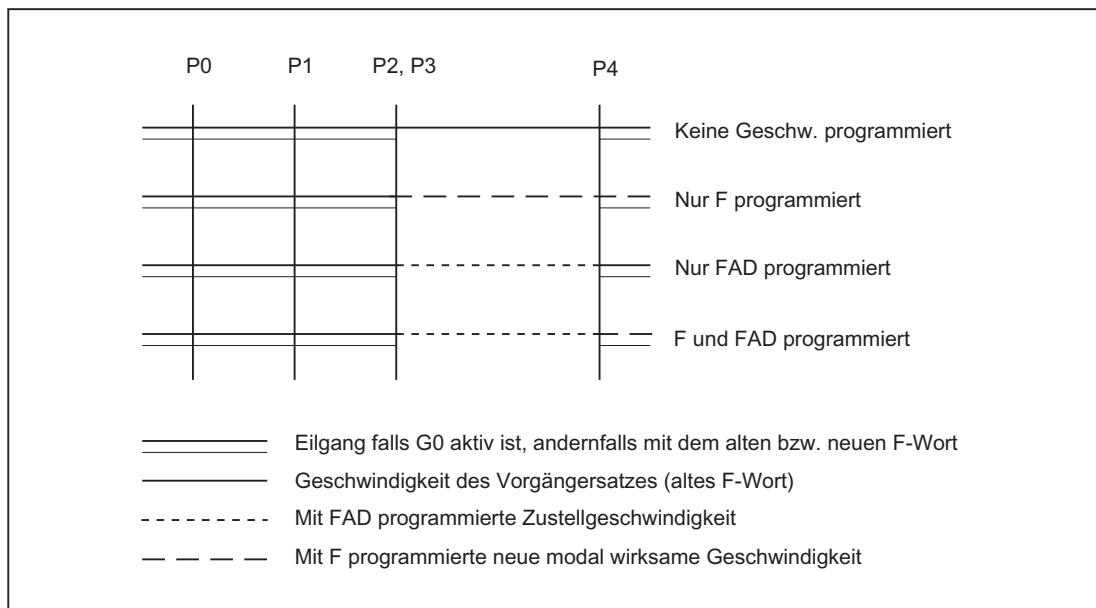 P0 P1 P2, P3 P4
Keine Geschw. programmiert
Nur F programmiert
Nur FAD programmiert
F und FAD programmiert
Eilgang falls G0 aktiv ist, andernfalls mit dem alten bzw. neuen F-Wort
Geschwindigkeit des Vorgängersatzes (altes F-Wort)
Mit FAD programmierte Zustellgeschwindigkeit
Mit F programmierte neue modal wirksame Geschwindigkeit